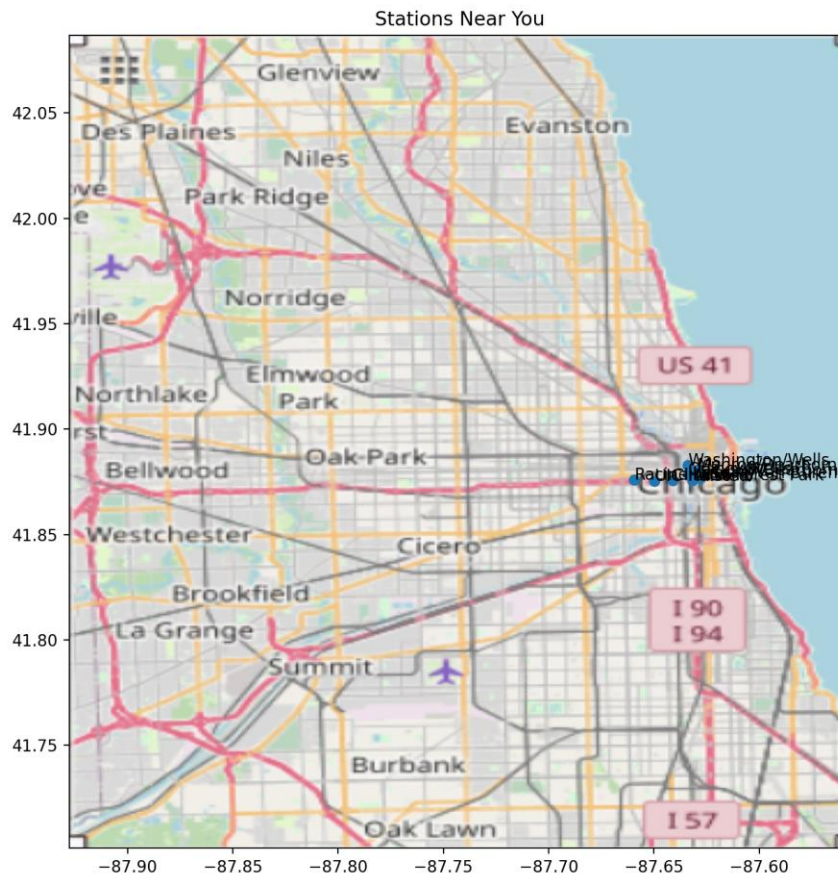 Stations Near You
42.05
42.00
41.95
41.90
41.85
41.80
41.75
Glenview
Des Plaines
Evanston
Niles
Park Ridge
ove
e
Norridge
ville
US 41
Elmwood
Park
Northlake
rst
Oak-Park
Bellwood
Washington/Wells
Chicago
Westchester
Cicero
Brookfield
I 90
I 94
La Grange
Summit
Burbank
I 57
Oak Lawn
−87.90
−87.85
−87.80
−87.75
−87.70
−87.65
−87.60